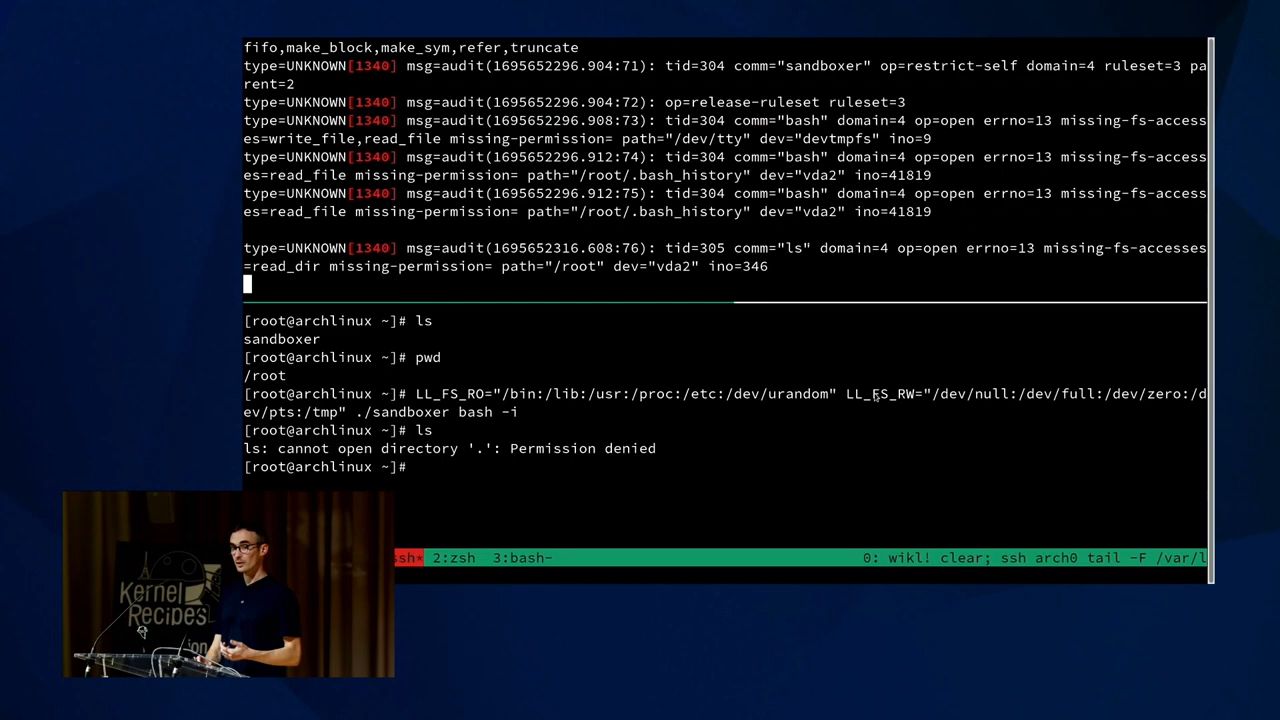 fifo,make_block,make_sym,refer,truncate
type=UNKNOWN[1340] msg=audit(1695652296.904:71): tid=304 comm="sandboxer" op=restrict-self domain=4 ruleset=3 pa
rent=2
type=UNKNOWN[1340] msg=audit(1695652296.904:72): op=release-ruleset ruleset=3
type=UNKNOWN[1340] msg=audit(1695652296.908:73): tid=304 comm="bash" domain=4 op=open errno=13 missing-fs-access
es=write_file,read_file missing-permission= path="/dev/tty" dev="devtmpfs" ino=9
type=UNKNOWN[1340] msg=audit(1695652296.912:74): tid=304 comm="bash" domain=4 op=open errno=13 missing-fs-access
es=read_file missing-permission= path="/root/.bash_history" dev="vda2" ino=41819
type=UNKNOWN[1340] msg=audit(1695652296.912:75): tid=304 comm="bash" domain=4 op=open errno=13 missing-fs-access
es=read_file missing-permission= path="/root/.bash_history" dev="vda2" ino=41819
type=UNKNOWN[1340] msg=audit(1695652316.608:76): tid=305 comm="ls" domain=4 op=open errno=13 missing-fs-accesses
=read_dir missing-permission= path="/root" dev="vda2" ino=346
[root@archlinux ~]# ls
sandboxer
[root@archlinux ~]# pwd
/root
[root@archlinux ~]# LL_FS_RO="/bin:/lib:/usr:/proc:/etc:/dev/urandom" LL_FS_RW="/dev/null:/dev/full:/dev/zero:/d
ev/pts:/tmp" ./sandboxer bash -i
[root@archlinux ~]# ls
ls: cannot open directory '.': Permission denied
[root@archlinux ~]#
ssh* 2:zsh 3:bash- 0: wikl! clear; ssh arch0 tail -F /var/l
Kernel
Recipes